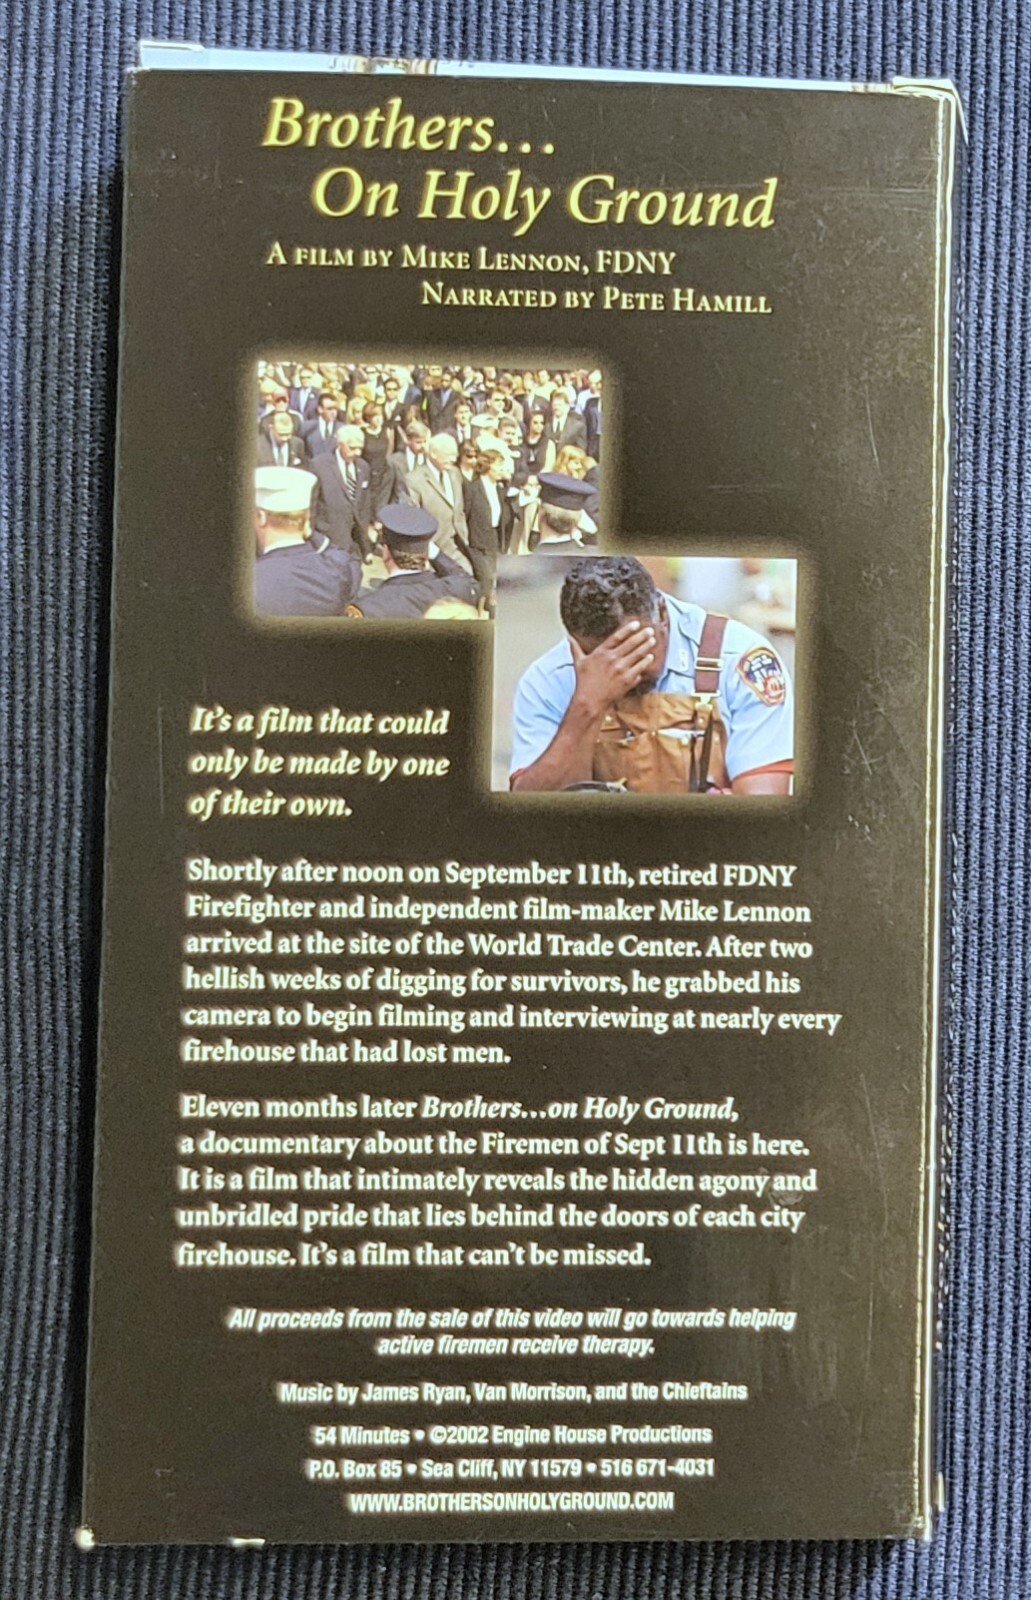 Brothers...
On Holy Ground
A film by Mike Lennon, FDNY
Narrated by Pete Hamill
It's a film that could
only be made by one
of their own.
Shortly after noon on September 11th, retired FDNY
Firefighter and independent film-maker Mike Lennon
arrived at the site of the World Trade Center. After two
hellish weeks of digging for survivors, he grabbed his
camera to begin filming and interviewing at nearly every
firehouse that had lost men.
Eleven months later Brothers...on Holy Ground,
a documentary about the Firemen of Sept 11th is here.
It is a film that intimately reveals the hidden agony and
unbridled pride that lies behind the doors of each city
firehouse. It's a film that can't be missed.
All proceeds from the sale of this video will go towards helping
active firemen receive therapy.
Music by James Ryan, Van Morrison, and the Chieftains
54 Minutes • ©2002 Engine House Productions
P.O. Box 85 • Sea Cliff, NY 11579 • 516 671-4031
WWW.BROTHERSONHOLYGROUND.COM